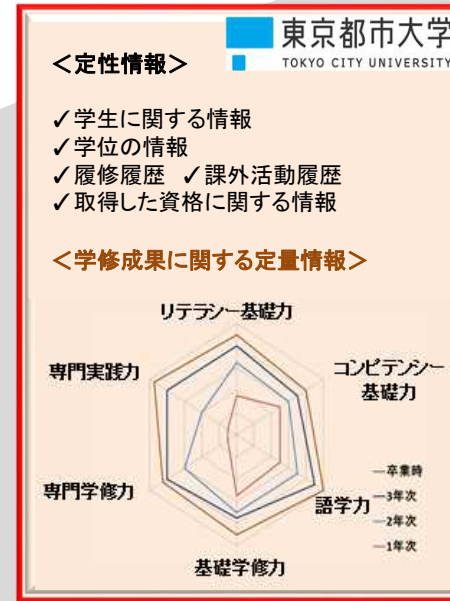 東京都市大学
TOKYO CITY UNIVERSITY
＜定性情報＞
✓学生に関する情報
✓学位の情報
✓履修履歴 ✓課外活動履歴
✓取得した資格に関する情報
＜学修成果に関する定量情報＞
リテラシー基礎力
専門実践力
コンピテンシー
基礎力
専門学修力
語学力
基礎学修力
卒業時
3年次
2年次
1年次